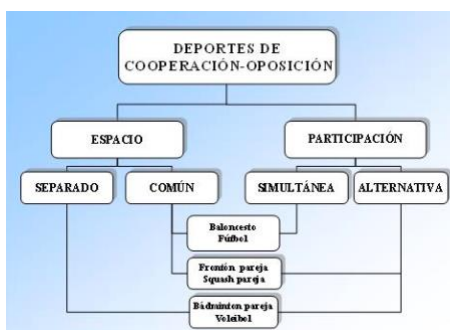 DEPORTES DE
COOPERACIÓN-OPOSICIÓN
ESPACIO
PARTICIPACIÓN
SEPARADO
COMÚN
SIMULTÁNEA
ALTERNATIVA
Baloncesto
Fútbol
Frontón pareja
Squash pareja
Bádminton pareja
Voleibol